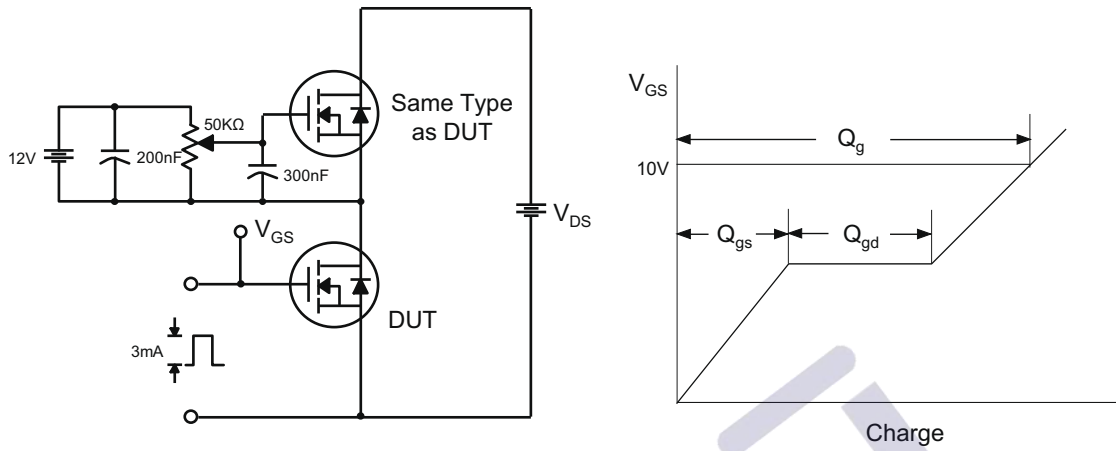 Same Type
as DUT
12V
200nF
50KΩ
300nF
V_GS
V_DS
DUT
3mA
V_GS
Q_g
10V
Q_gs
Q_gd
Charge